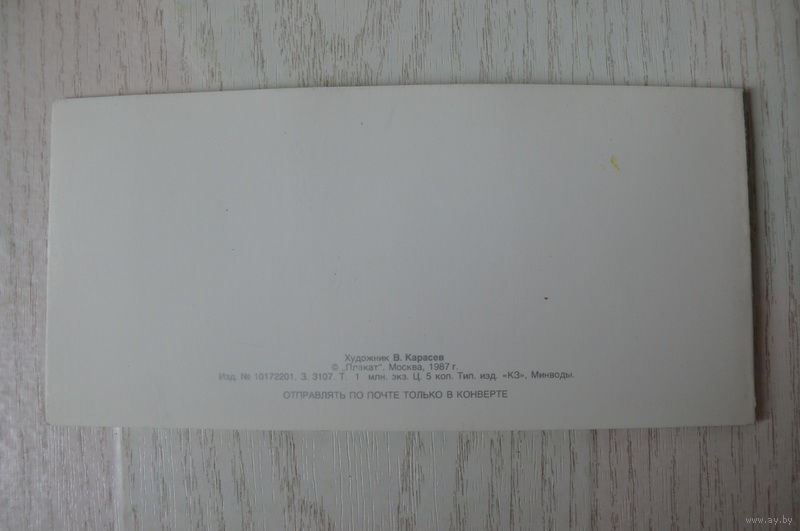 Художник В. Карасев
© „Плакат". Москва, 1987 г.
Изд. № 10172201. З. 3107. Т. 1 млн. экз. Ц. 5 коп. Тип. изд. «КЗ», Минводы.
ОТПРАВЛЯТЬ ПО ПОЧТЕ ТОЛЬКО В КОНВЕРТЕ
www.ay.by